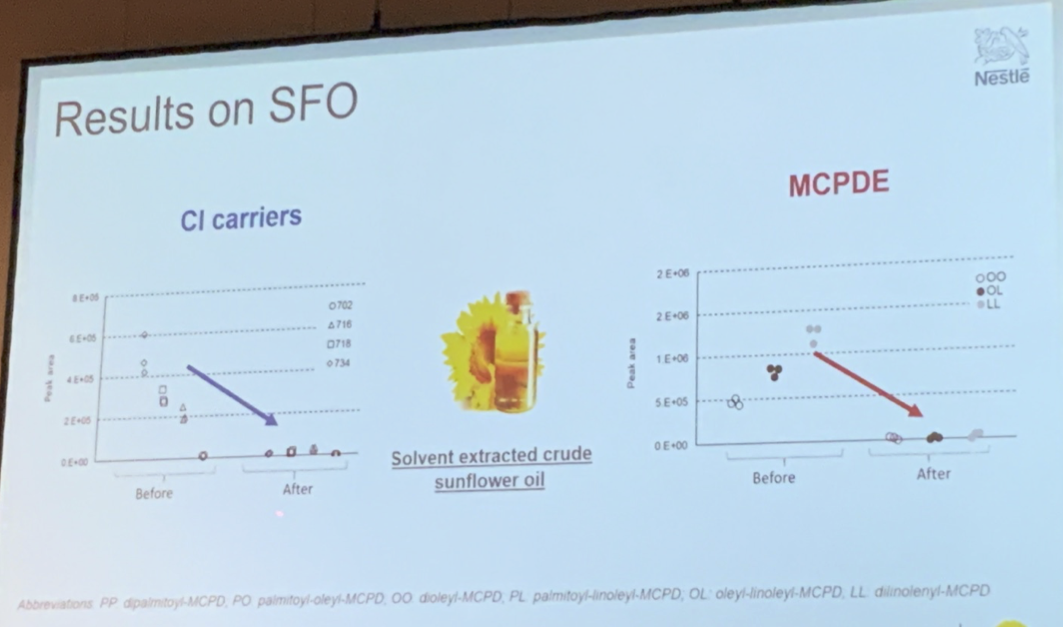 Nestlē
Results on SFO
MCPDE
Cl carriers
8 E+05
6 E+05
4 E+05
2 E+05
0 E+00
Peak area
○702
△716
□718
◇734
Before
After
Solvent extracted crude
sunflower oil
2 E+06
2 E+06
1 E+06
5 E+05
0 E+00
Peak area
○OO
●OL
●LL
Before
After
Abbreviations: PP: dipalmitoyl-MCPD, PO: palmitoyl-oleyl-MCPD, OO: dioleyl-MCPD, PL: palmitoyl-linoleyl-MCPD; OL: oleyl-linoleyl-MCPD, LL: dilinolenyl-MCPD